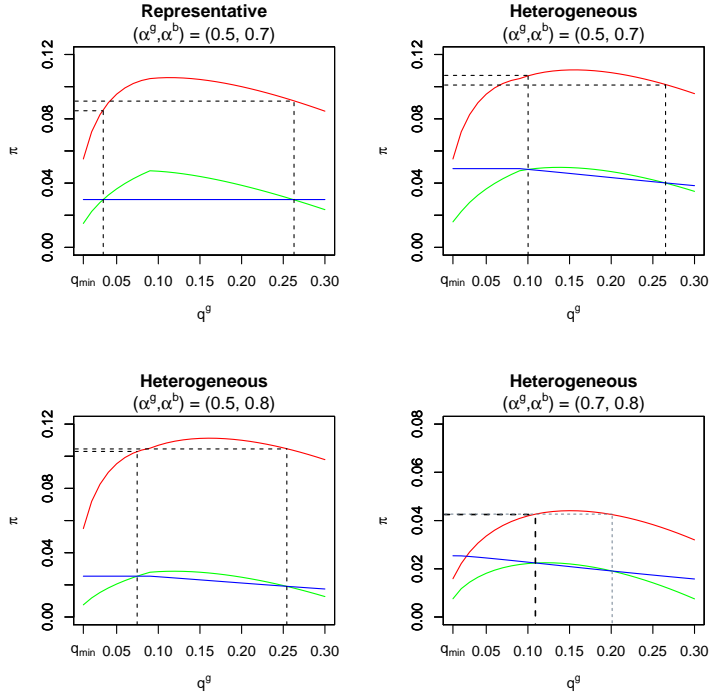 Representative
(α^g,α^b) = (0.5, 0.7)
0.12
0.08
0.04
0.00
π
q_min 0.05 0.10 0.15 0.20 0.25 0.30
q^g
Heterogeneous
(α^g,α^b) = (0.5, 0.7)
0.12
0.08
0.04
0.00
π
q_min 0.05 0.10 0.15 0.20 0.25 0.30
q^g
Heterogeneous
(α^g,α^b) = (0.5, 0.8)
0.12
0.08
0.04
0.00
π
q_min 0.05 0.10 0.15 0.20 0.25 0.30
q^g
Heterogeneous
(α^g,α^b) = (0.7, 0.8)
0.08
0.06
0.04
0.02
0.00
π
q_min 0.05 0.10 0.15 0.20 0.25 0.30
q^g